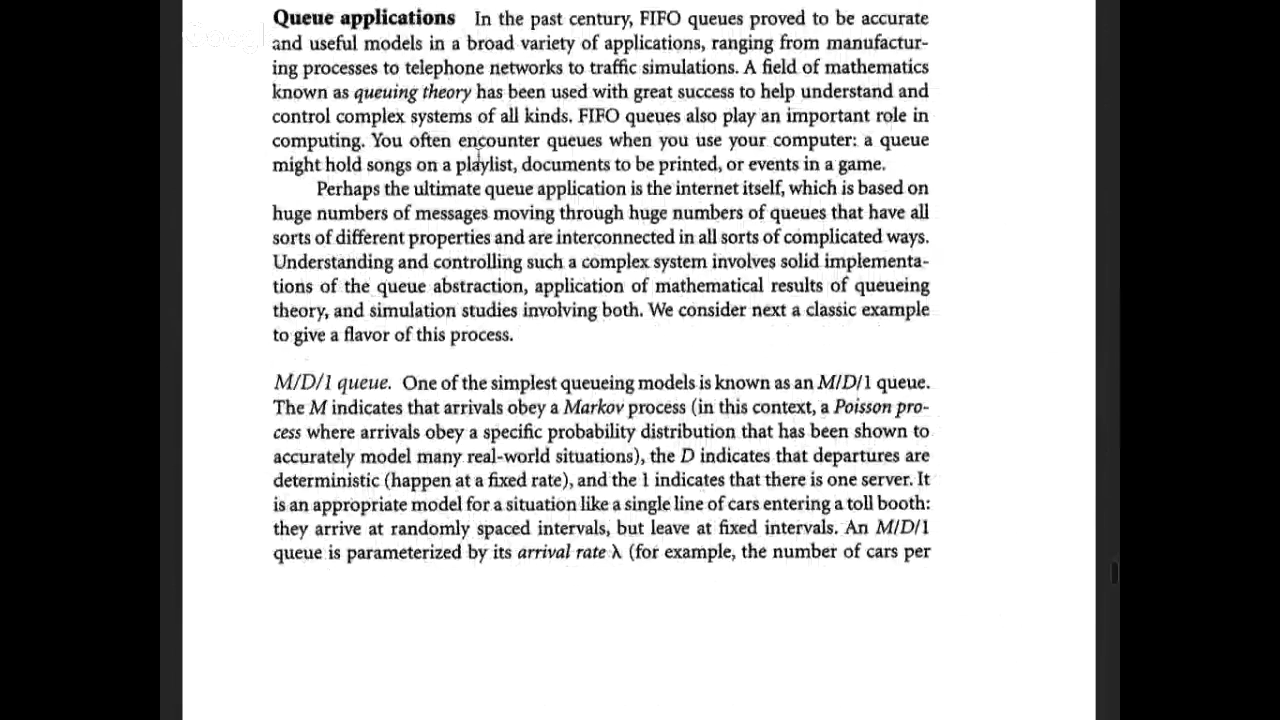 Queue applications In the past century, FIFO queues proved to be accurate
and useful models in a broad variety of applications, ranging from manufactur-
ing processes to telephone networks to traffic simulations. A field of mathematics
known as queuing theory has been used with great success to help understand and
control complex systems of all kinds. FIFO queues also play an important role in
computing. You often encounter queues when you use your computer: a queue
might hold songs on a playlist, documents to be printed, or events in a game.
Perhaps the ultimate queue application is the internet itself, which is based on
huge numbers of messages moving through huge numbers of queues that have all
sorts of different properties and are interconnected in all sorts of complicated ways.
Understanding and controlling such a complex system involves solid implementa-
tions of the queue abstraction, application of mathematical results of queueing
theory, and simulation studies involving both. We consider next a classic example
to give a flavor of this process.
M/D/1 queue. One of the simplest queueing models is known as an M/D/1 queue.
The M indicates that arrivals obey a Markov process (in this context, a Poisson pro-
cess where arrivals obey a specific probability distribution that has been shown to
accurately model many real-world situations), the D indicates that departures are
deterministic (happen at a fixed rate), and the 1 indicates that there is one server. It
is an appropriate model for a situation like a single line of cars entering a toll booth:
they arrive at randomly spaced intervals, but leave at fixed intervals. An M/D/1
queue is parameterized by its arrival rate λ (for example, the number of cars per